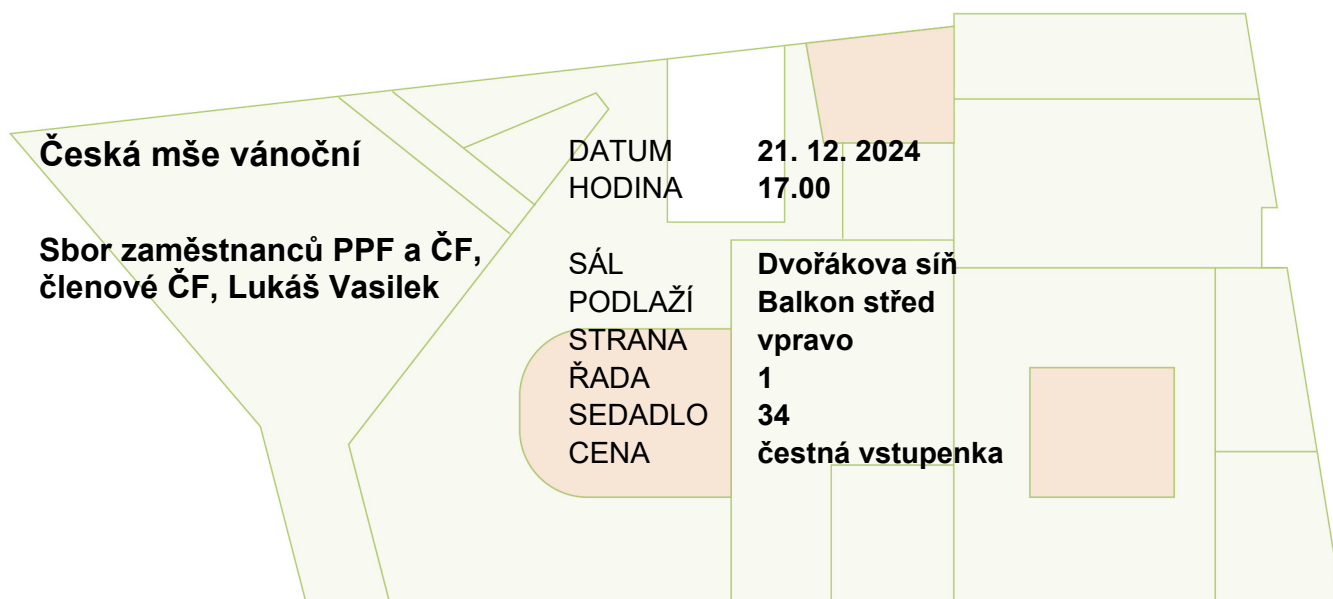 Česká mše vánoční
Sbor zaměstnanců PPF a ČF,
členové ČF, Lukáš Vasilek
DATUM 21. 12. 2024
HODINA 17.00
SÁL Dvořákova síň
PODLAŽÍ Balkon střed
STRANA vpravo
ŘADA 1
SEDADLO 34
CENA čestná vstupenka